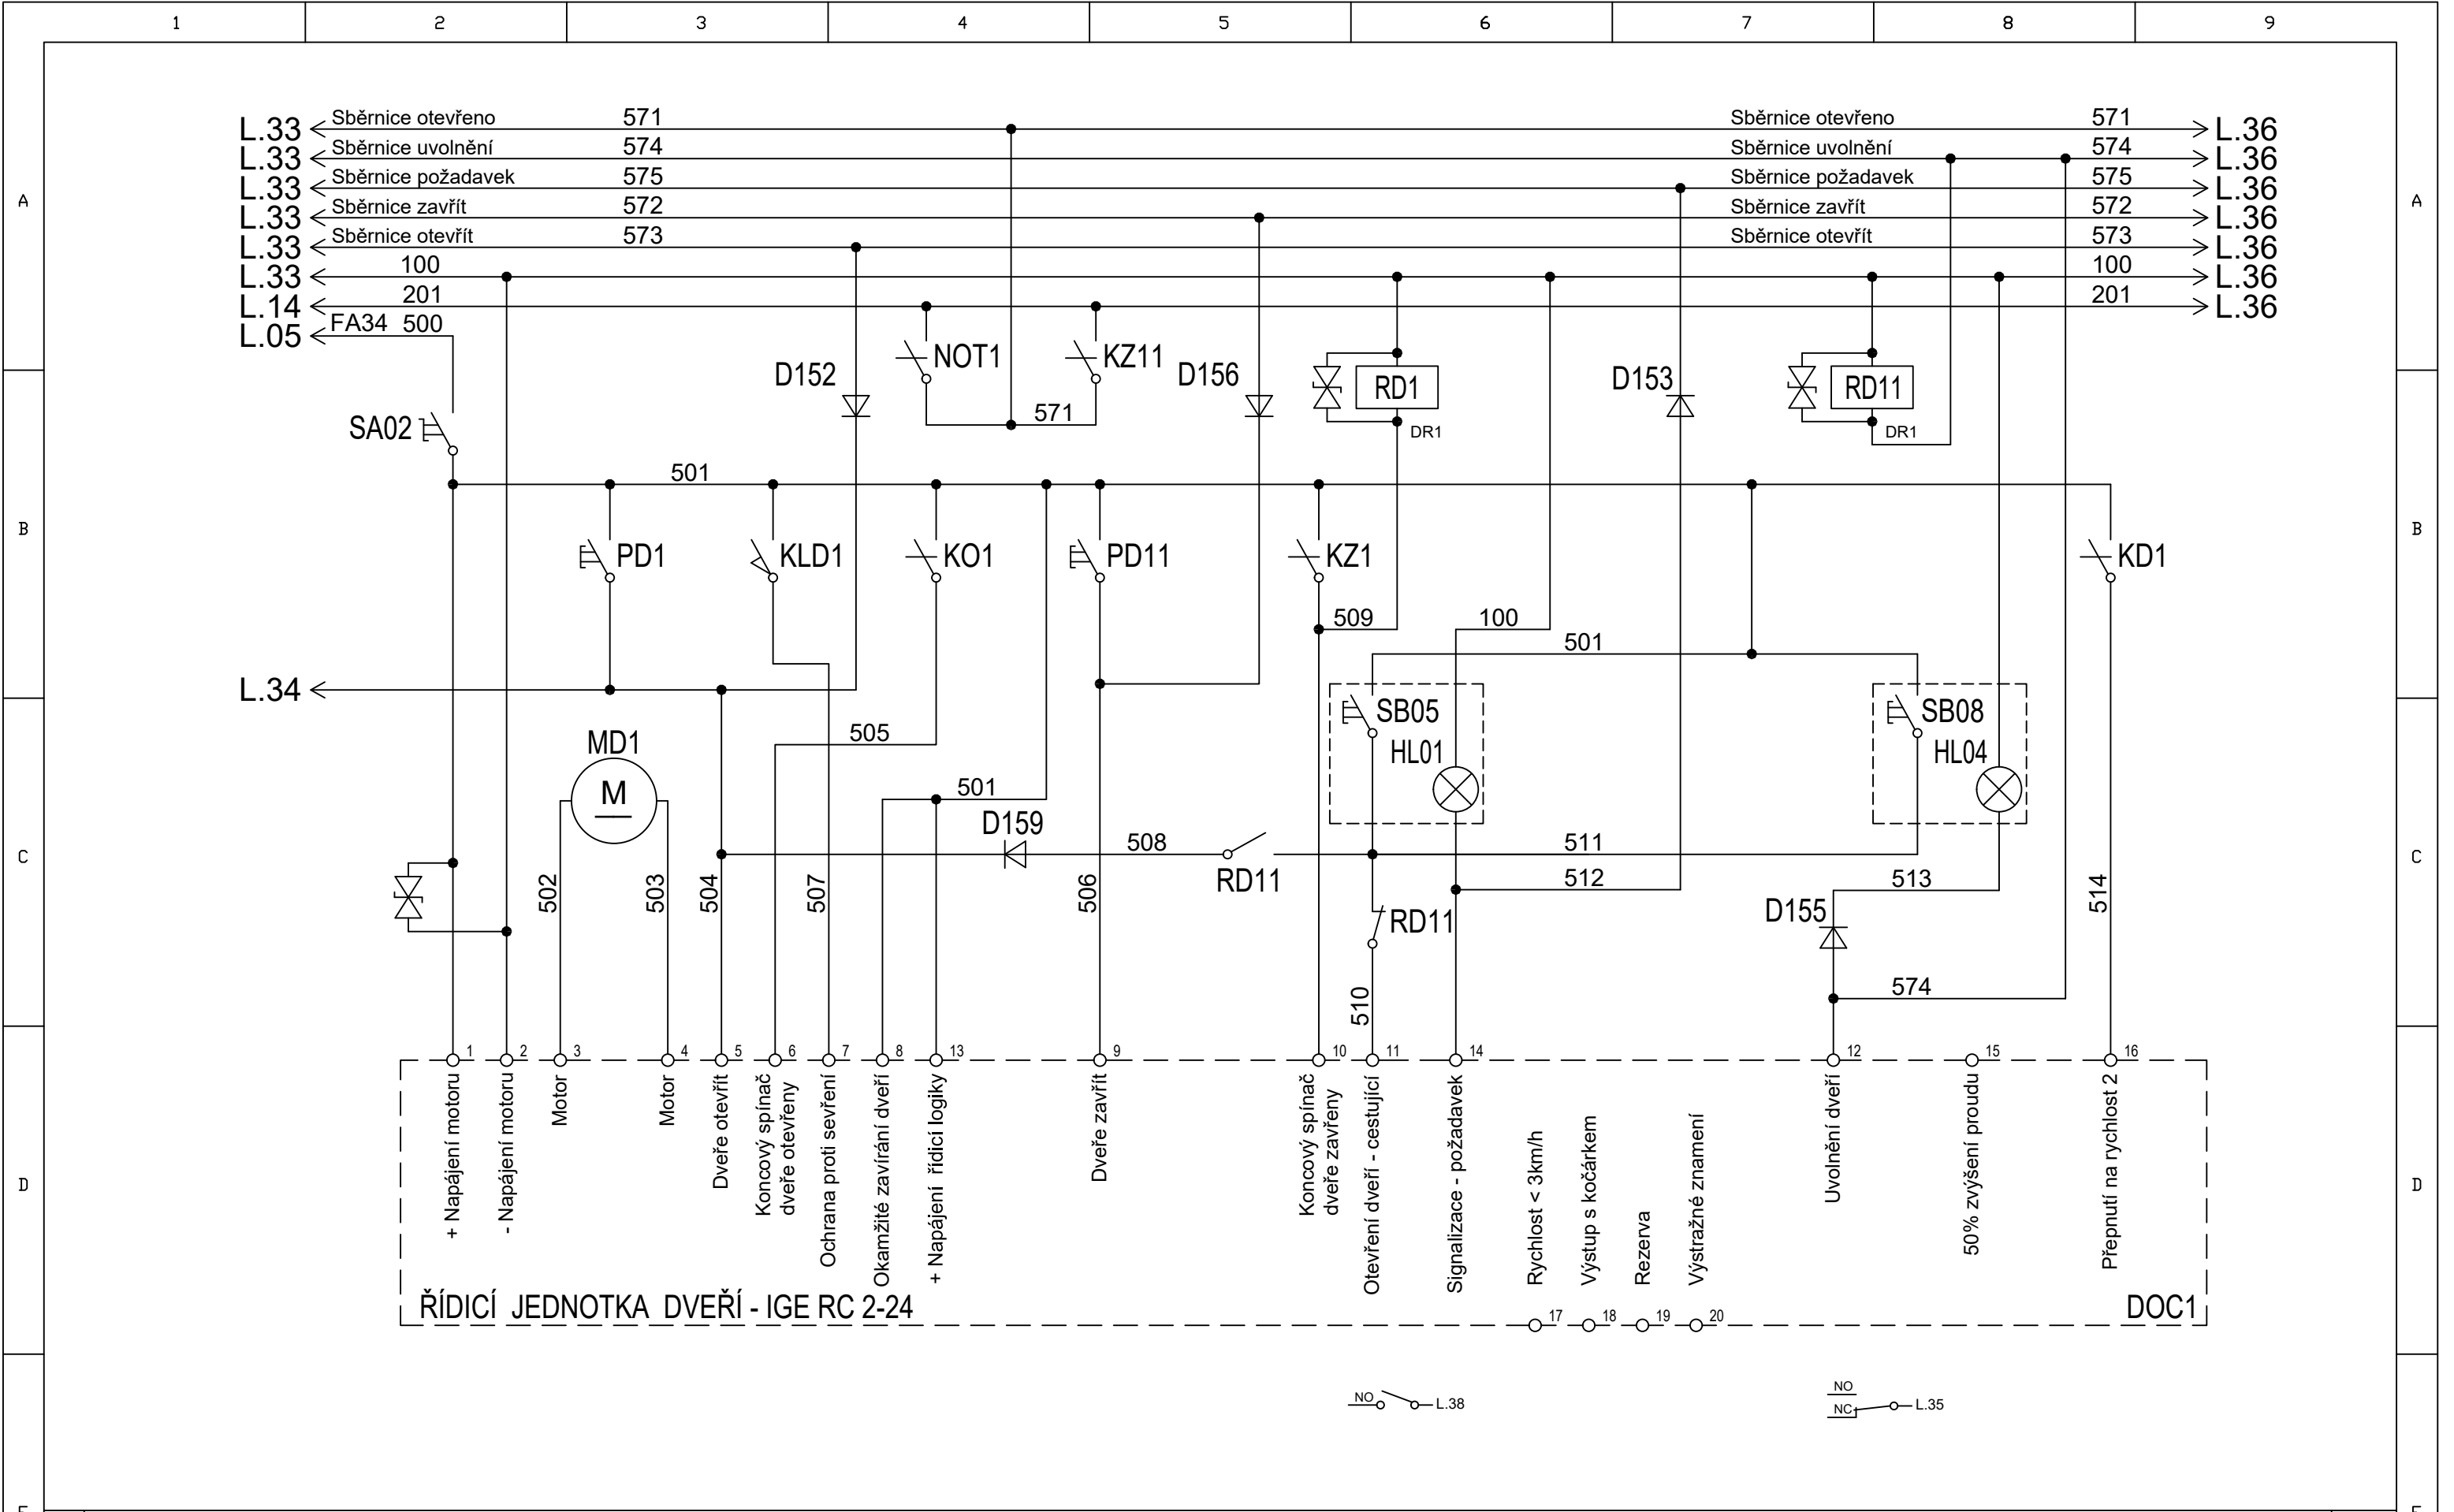 1 2 3 4 5 6 7 8 9
L.33 Sběrnice otevřeno 571 Sběrnice otevřeno 571 L.36
L.33 Sběrnice uvolnění 574 Sběrnice uvolnění 574 L.36
L.33 Sběrnice požadavek 575 Sběrnice požadavek 575 L.36
A A
L.33 Sběrnice zavřít 572 Sběrnice zavřít 572 L.36
L.33 Sběrnice otevřít 573 Sběrnice otevřít 573 L.36
L.33 100 100 L.36
L.14 201 201 L.36
L.05 FA34 500
NOT1 KZ11
D152 D156 RD1 D153 RD11
571
SA02 DR1 DR1
501
B B
PD1 KLD1 KO1 PD11 KZ1 KD1
509 100
501
L.34
SB05 SB08
505
MD1 HL01 HL04
M
501
D159
508 511
C C
RD11 512 513
502 503 504 507 506 514
RD11 D155
574
510
1 2 3 4 5 6 7 8 13 9 10 11 14 12 15 16
+ Napájení motoru
- Napájení motoru
Motor
Motor
Dveře otevřít
Koncový spínač
dveře otevřeny
Ochrana proti sevření
Okamžité zavírání dveří
+ Napájení řídicí logiky
Dveře zavřít
Koncový spínač
dveře zavřeny
Otevření dveří - cestující
Signalizace - požadavek
Rychlost < 3km/h
Výstup s kočárkem
Rezerva
Výstražné znamení
Uvolnění dveří
50% zvýšení proudu
Přepnutí na rychlost 2
D D
ŘÍDICÍ JEDNOTKA DVEŘÍ - IGE RC 2-24 DOC1
17 18 19 20
NO L.38
NO
NC L.35